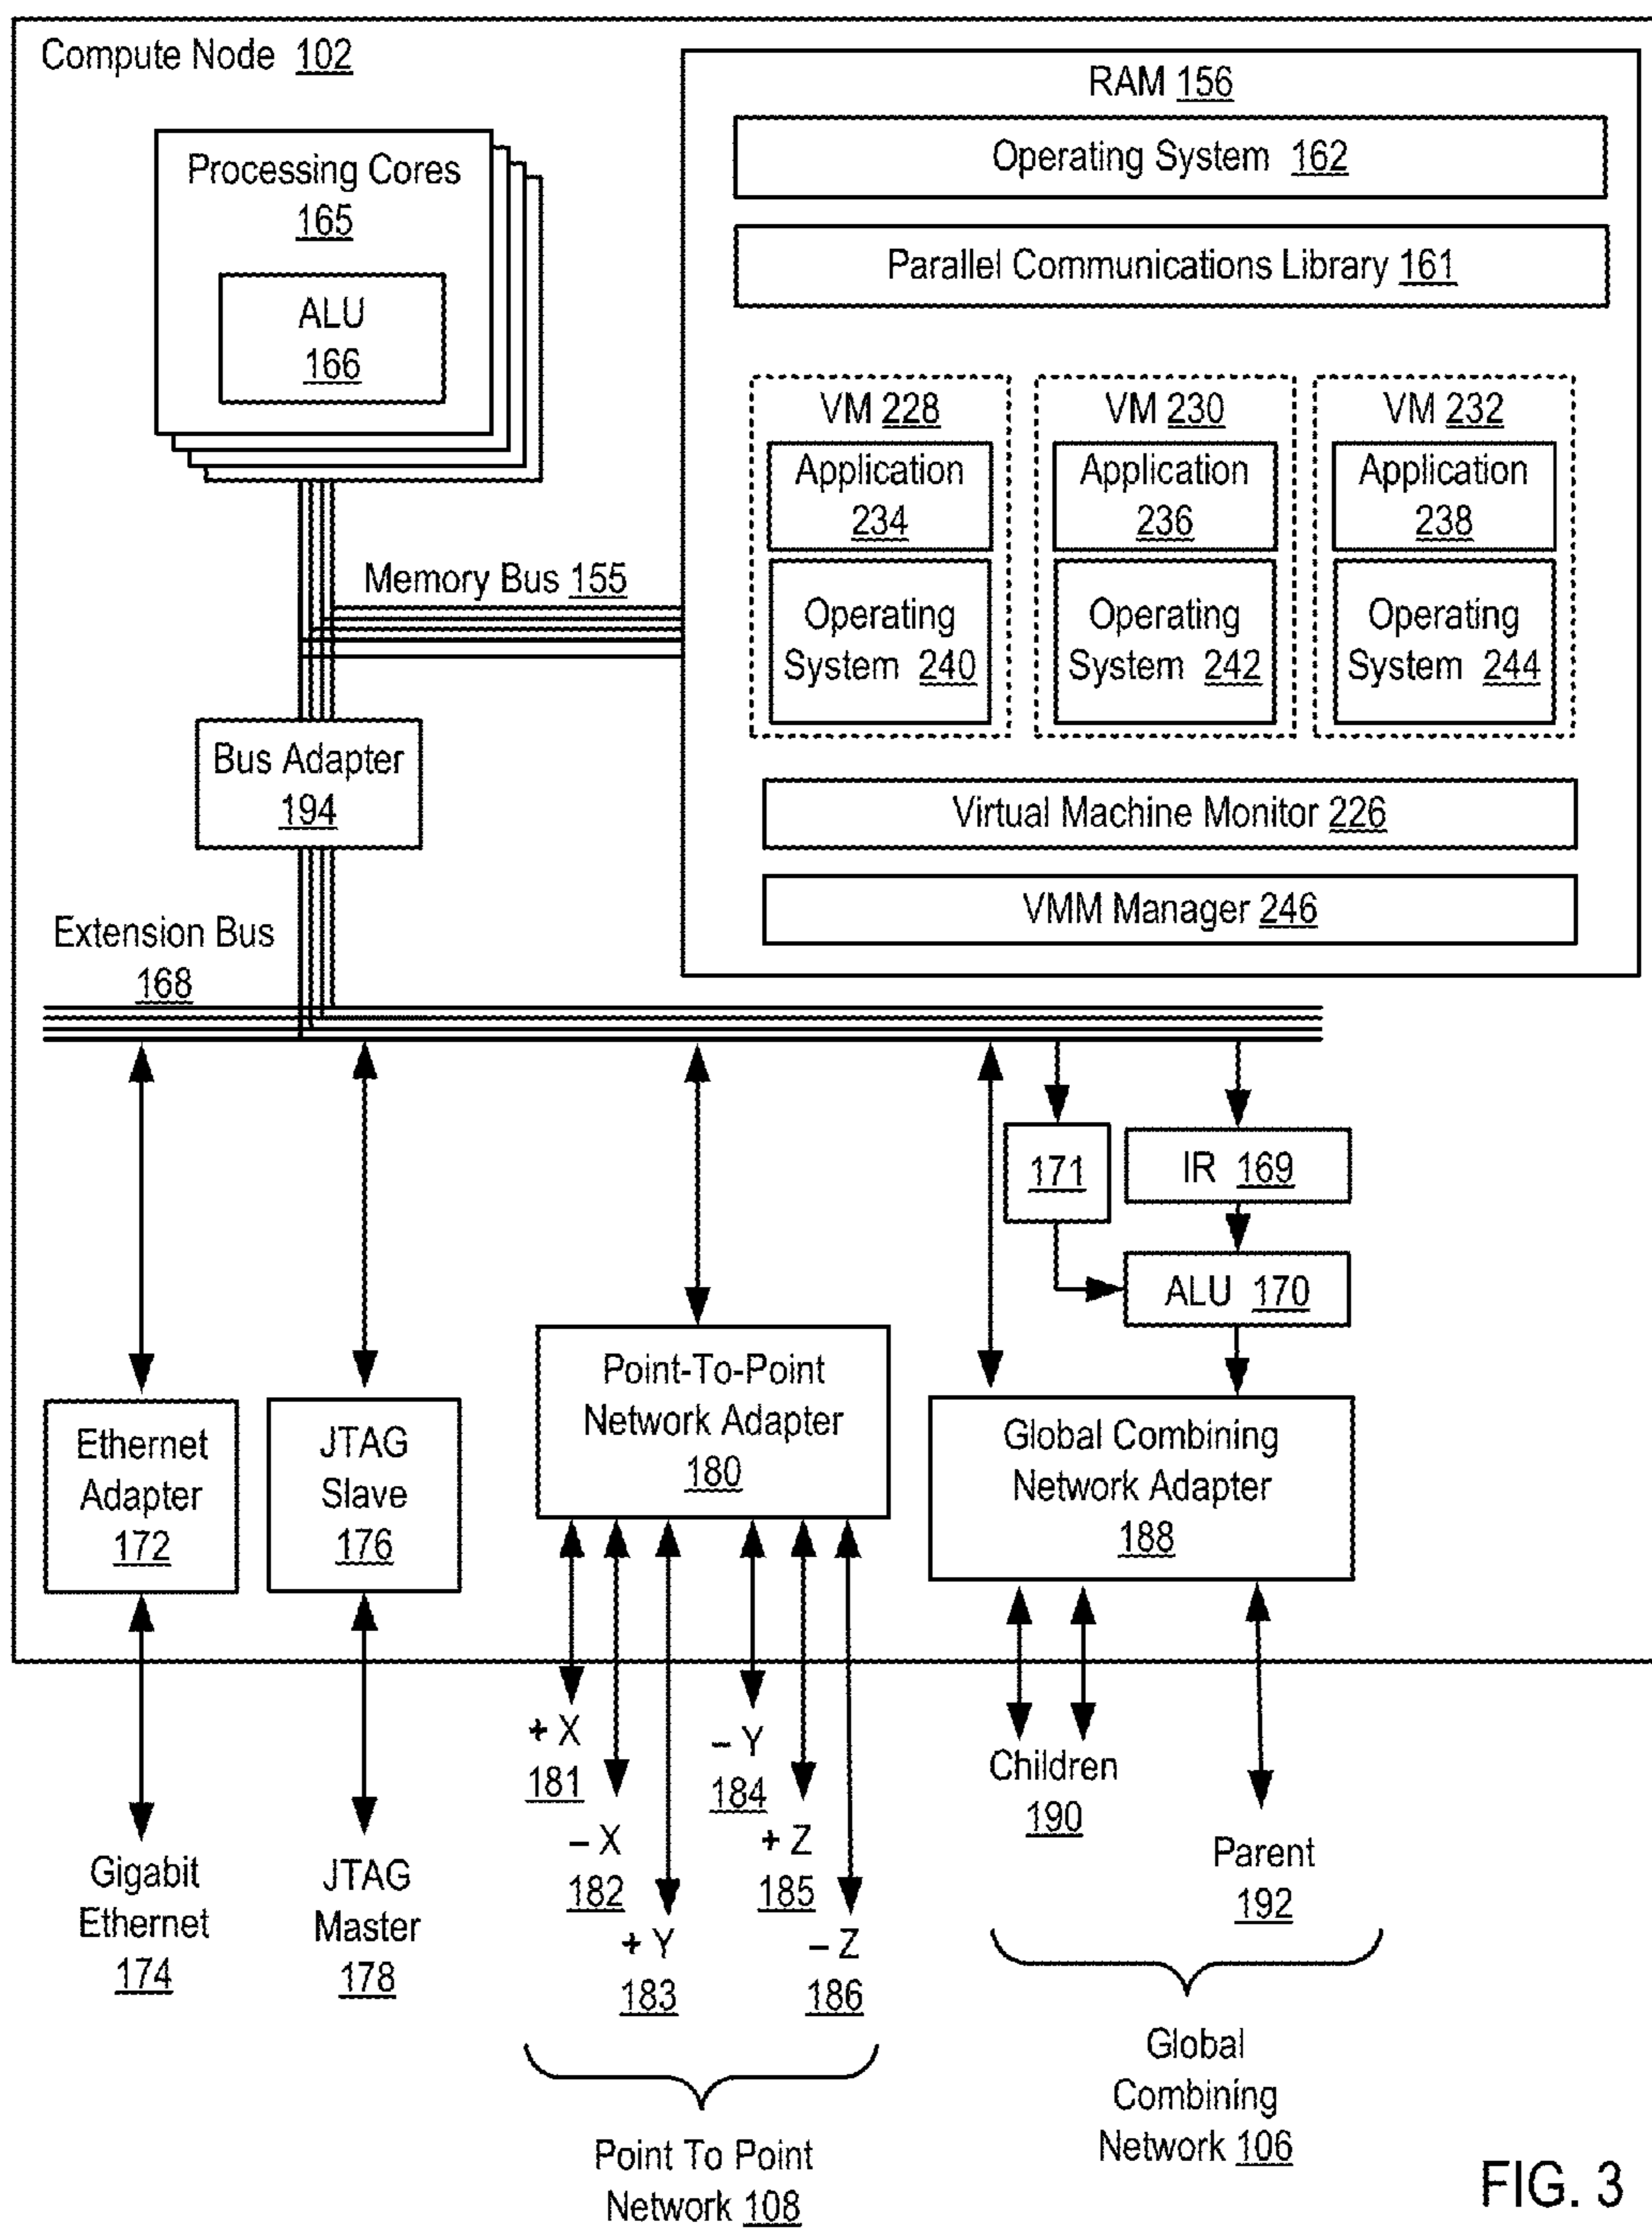 Compute Node 102
RAM 156
Operating System 162
Parallel Communications Library 161
Processing Cores
165
ALU
166
VM 228
Application
234
Operating
System 240
VM 230
Application
236
Operating
System 242
VM 232
Application
238
Operating
System 244
Virtual Machine Monitor 226
VMM Manager 246
Memory Bus 155
Bus Adapter
194
Extension Bus
168
171
IR 169
ALU 170
Ethernet
Adapter
172
JTAG
Slave
176
Point-To-Point
Network Adapter
180
Global Combining
Network Adapter
188
Gigabit
Ethernet
174
JTAG
Master
178
+ X
181
– X
182
+ Y
183
– Y
184
+ Z
185
– Z
186
Children
190
Parent
192
Point To Point
Network 108
Global
Combining
Network 106
FIG. 3